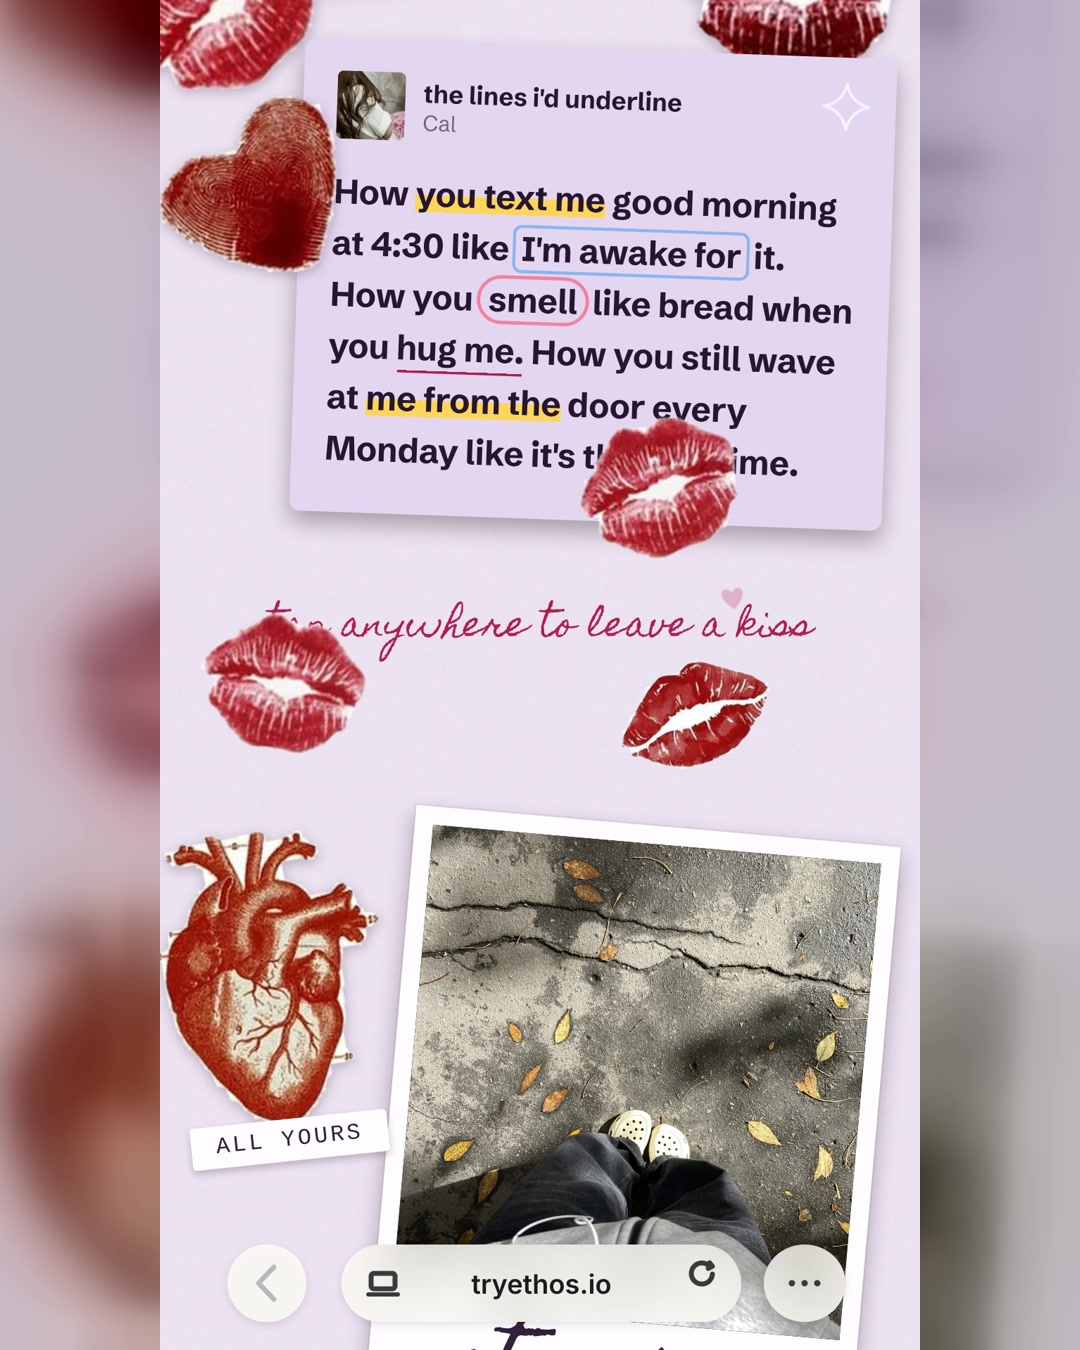 the lines i'd underline
Cal
How you text me good morning
at 4:30 like I'm awake for it.
How you smell like bread when
you hug me. How you still wave
at me from the door every
Monday like it's
anywhere to leave a kiss
ALL YOURS
tryethos.io